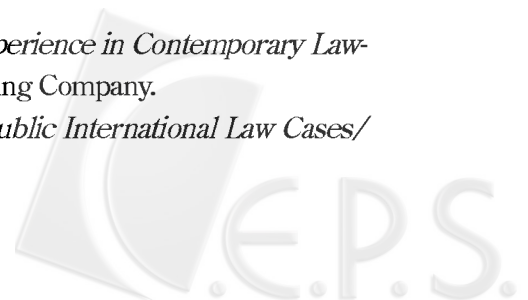 perience in Contemporary Law-
ing Company.
ublic International Law Cases/
C.E.P.S.